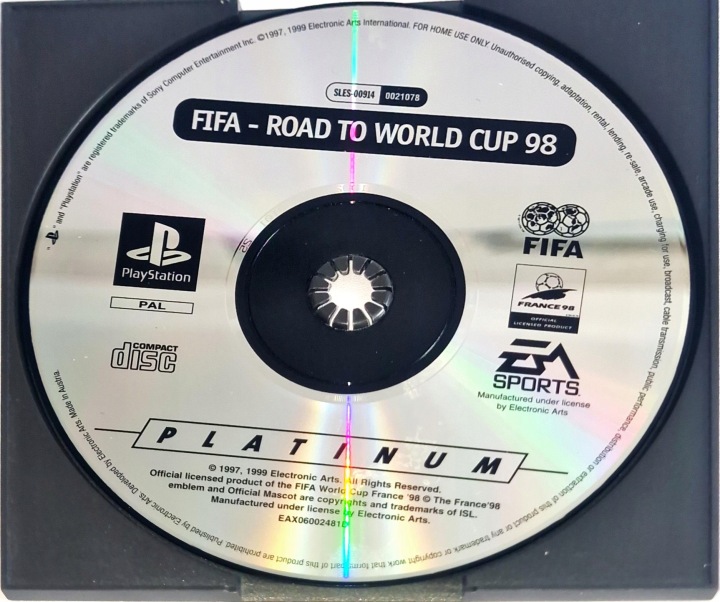 SLES-00914 0021078
FIFA - ROAD TO WORLD CUP 98
PlayStation
PAL
COMPACT
disc
FIFA
FRANCE 98
OFFICIAL
LICENSED PRODUCT
EA
SPORTS
Manufactured under license
by Electronic Arts
PLATINUM
© 1997, 1999 Electronic Arts. All Rights Reserved.
Official licensed product of the FIFA World Cup France '98 © The France'98
emblem and Official Mascot are copyrights and trademarks of ISL.
Manufactured under license by Electronic Arts.
EAX06002481D
" and "Playstation" are registered trademarks of Sony Computer Entertainment Inc. ©1997, 1999 Electronic Arts International. FOR HOME USE ONLY Unauthorised copying, adaptation, rental, lending, re-sale, arcade use, charging for use, broadcast, cable transmission, public performance, distribution or extraction of this product or any trademark or copyright work that forms part of this product are prohibited. Published by Electronic Arts. Developed by Electronic Arts. Made in Austria.